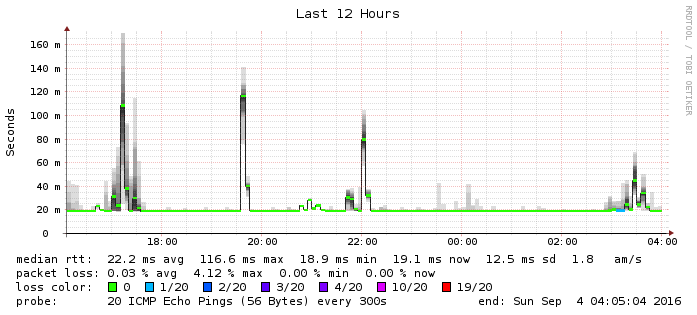 Last 12 Hours
RRDTOOL / TOBI OETIKER
Seconds
160 m
140 m
120 m
100 m
80 m
60 m
40 m
20 m
0
18:00 20:00 22:00 00:00 02:00 04:00
median rtt: 22.2 ms avg 116.6 ms max 18.9 ms min 19.1 ms now 12.5 ms sd 1.8 am/s
packet loss: 0.03 % avg 4.12 % max 0.00 % min 0.00 % now
loss color: 0 1/20 2/20 3/20 4/20 10/20 19/20
probe: 20 ICMP Echo Pings (56 Bytes) every 300s end: Sun Sep 4 04:05:04 2016